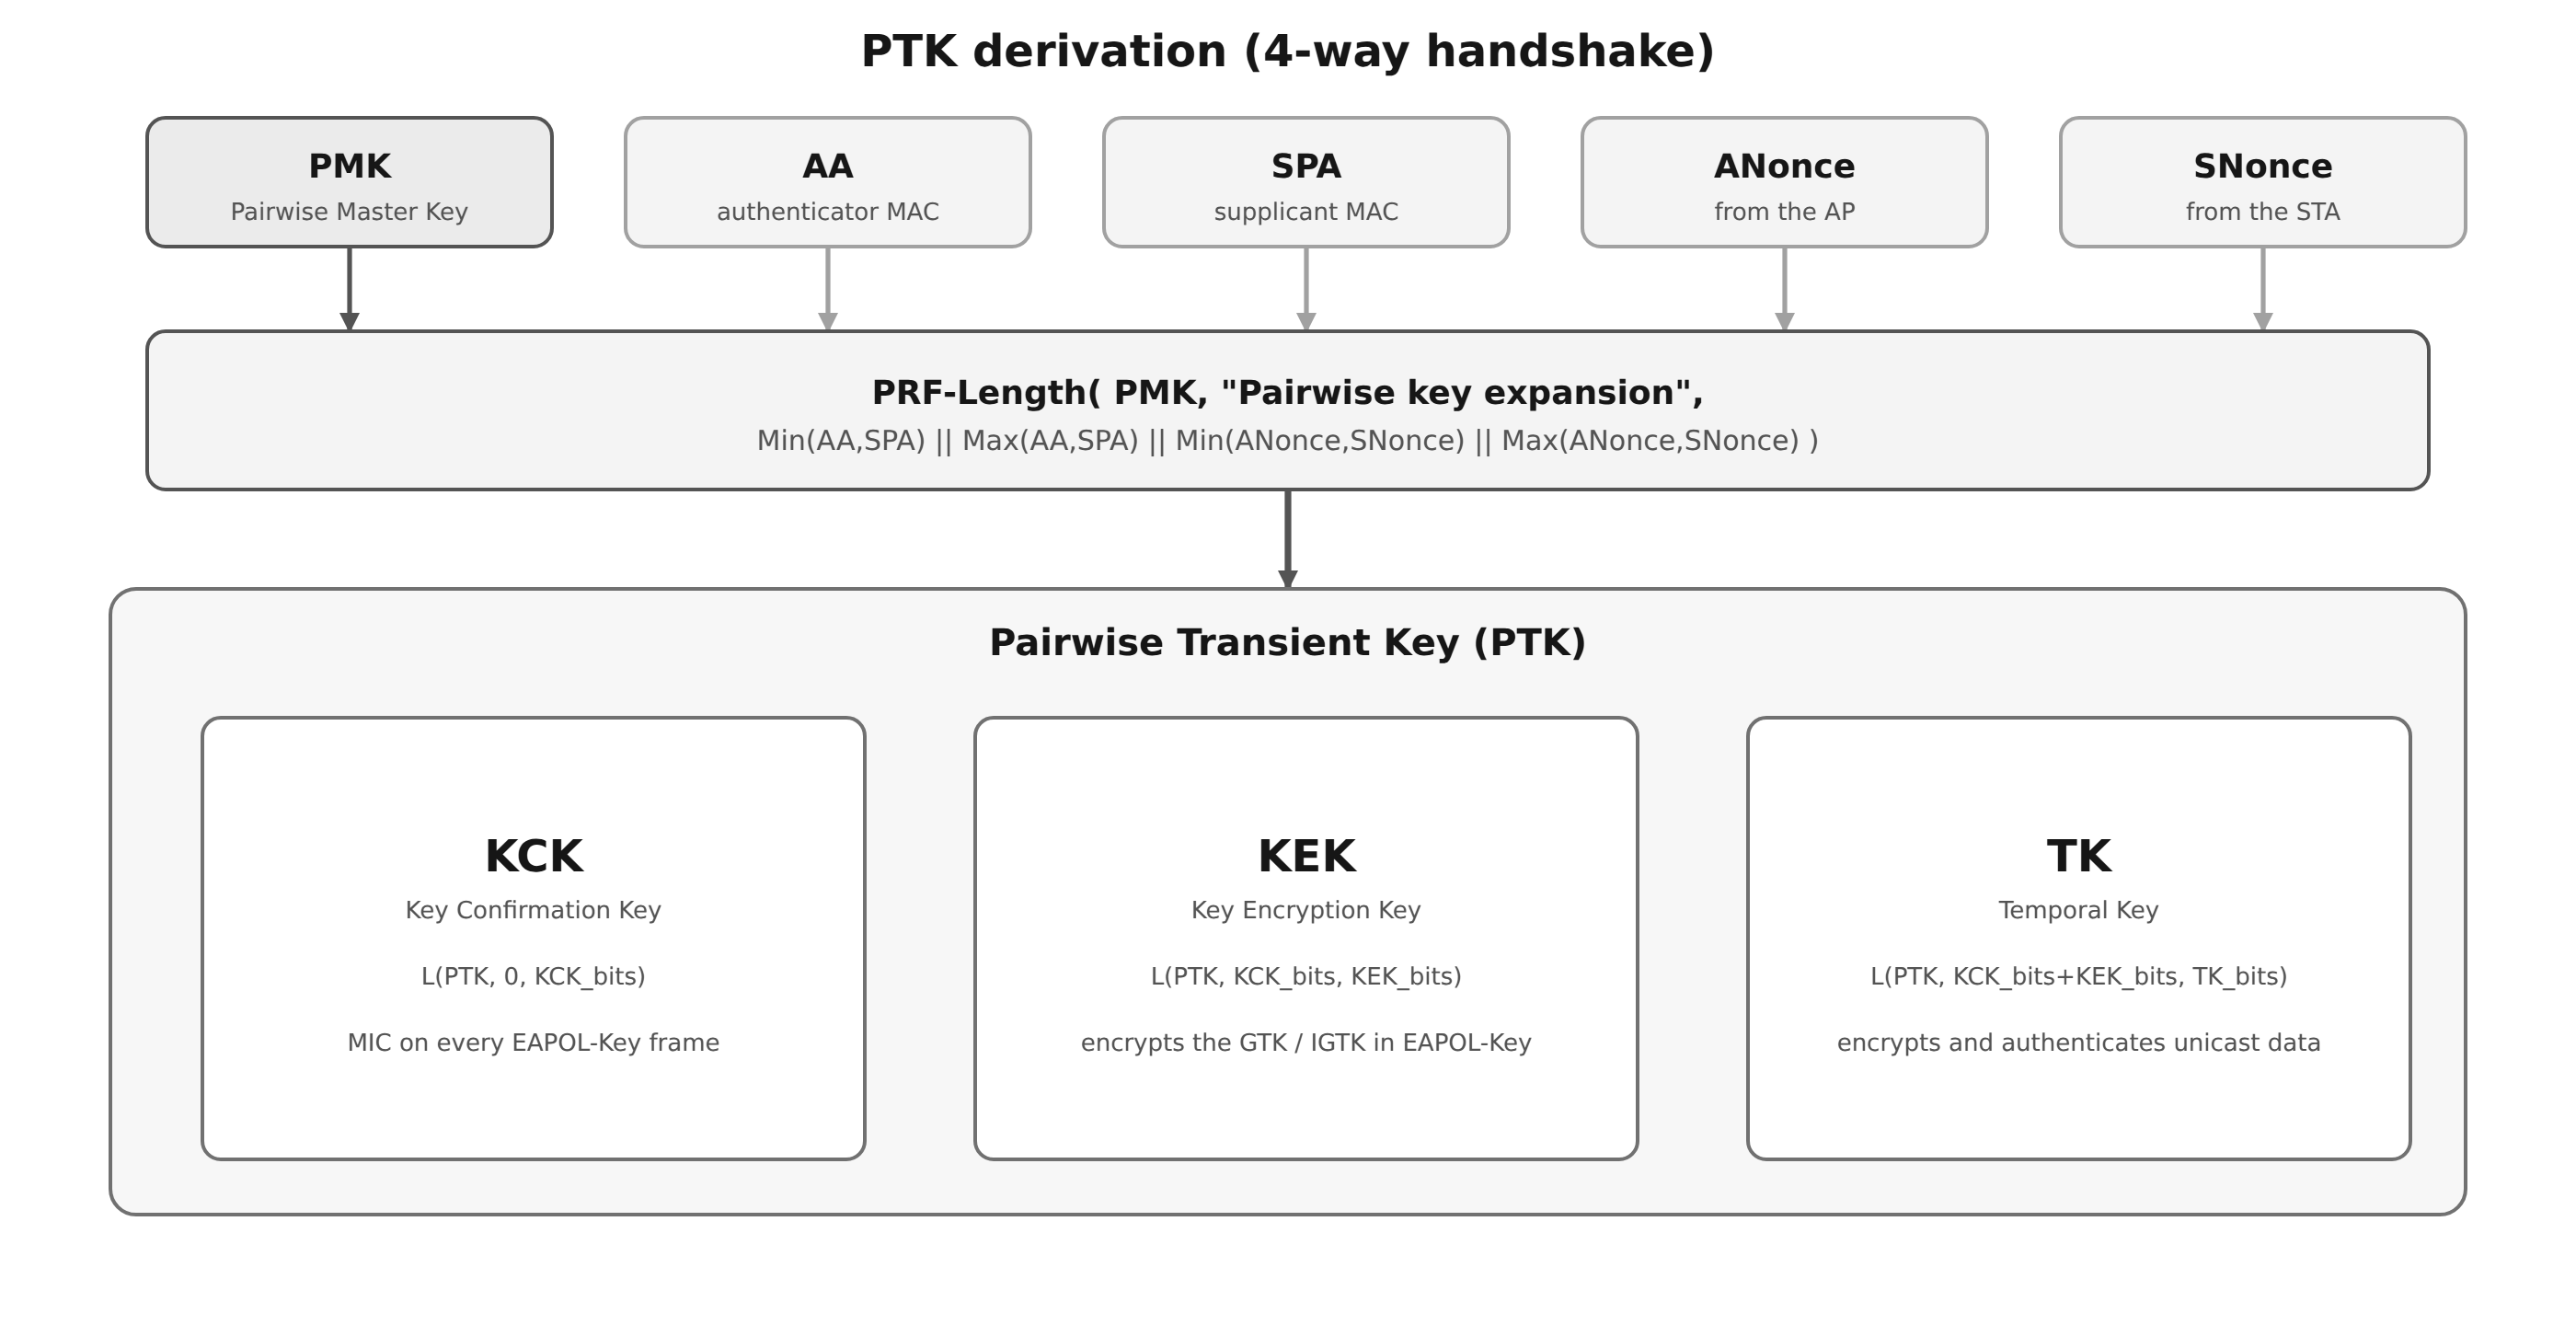 PTK derivation (4-way handshake)
PMK
Pairwise Master Key
AA
authenticator MAC
SPA
supplicant MAC
ANonce
from the AP
SNonce
from the STA
PRF-Length( PMK, "Pairwise key expansion",
Min(AA,SPA) || Max(AA,SPA) || Min(ANonce,SNonce) || Max(ANonce,SNonce) )
Pairwise Transient Key (PTK)
KCK
Key Confirmation Key
L(PTK, 0, KCK_bits)
MIC on every EAPOL-Key frame
KEK
Key Encryption Key
L(PTK, KCK_bits, KEK_bits)
encrypts the GTK / IGTK in EAPOL-Key
TK
Temporal Key
L(PTK, KCK_bits+KEK_bits, TK_bits)
encrypts and authenticates unicast data